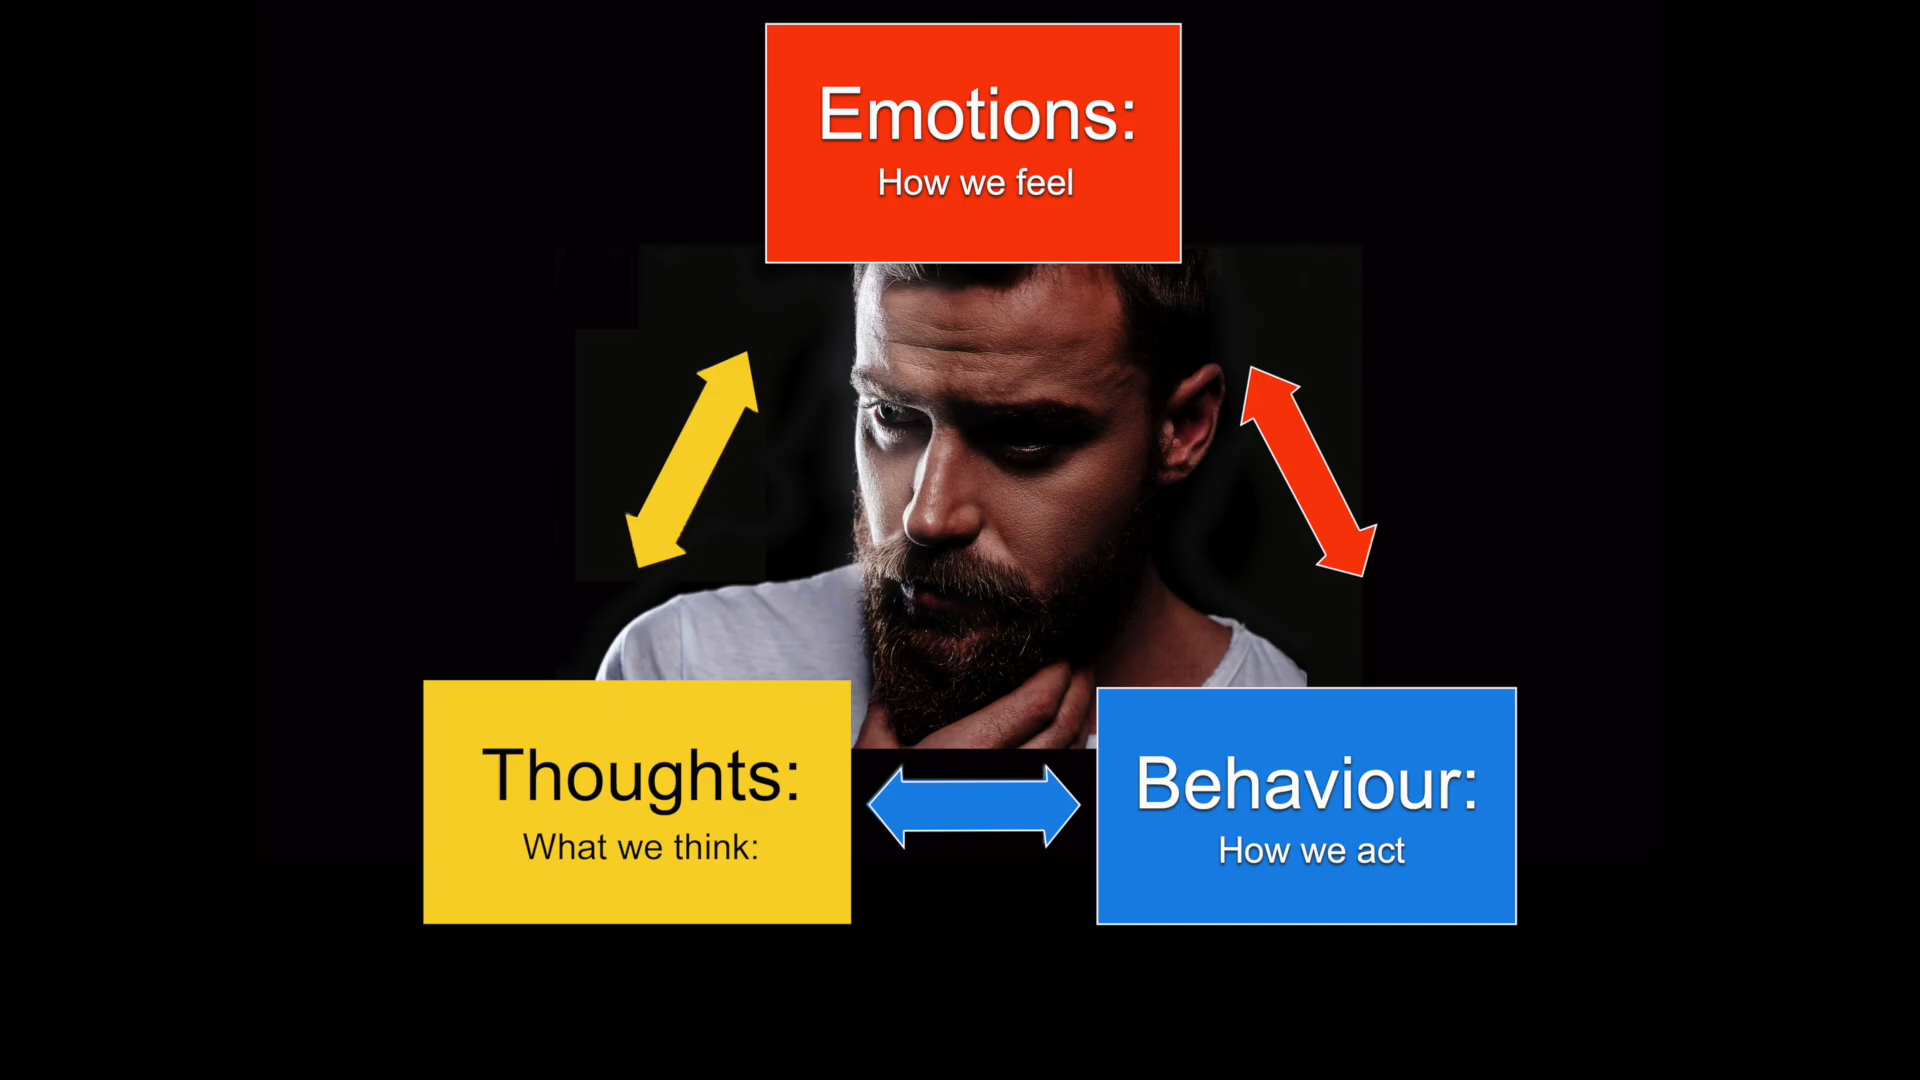 Emotions:
How we feel
Thoughts:
What we think:
Behaviour:
How we act